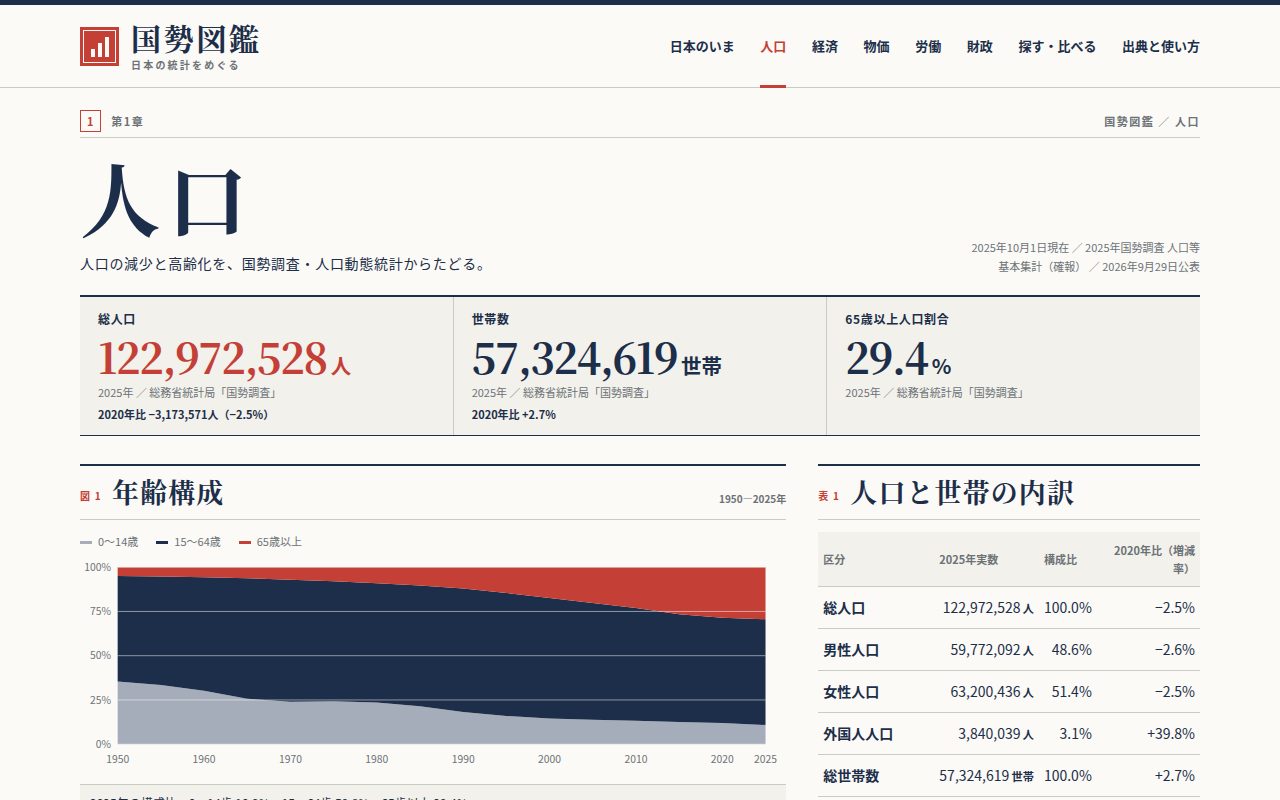 国勢図鑑
日本の統計をめぐる
日本のいま 人口 経済 物価 労働 財政 探す・比べる 出典と使い方
1 第1章
国勢図鑑 ／ 人口
人口
人口の減少と高齢化を、国勢調査・人口動態統計からたどる。
2025年10月1日現在 ／ 2025年国勢調査 人口等
基本集計（確報） ／ 2026年9月29日公表
総人口
122,972,528人
2025年 ／ 総務省統計局「国勢調査」
2020年比 −3,173,571人（−2.5%）
世帯数
57,324,619世帯
2025年 ／ 総務省統計局「国勢調査」
2020年比 +2.7%
65歳以上人口割合
29.4%
2025年 ／ 総務省統計局「国勢調査」
図 1 年齢構成
1950—2025年
0〜14歳 15〜64歳 65歳以上
100%
75%
50%
25%
0%
1950 1960 1970 1980 1990 2000 2010 2020 2025
表 1 人口と世帯の内訳
区分 2025年実数 構成比 2020年比（増減率）
総人口 122,972,528 人 100.0% −2.5%
男性人口 59,772,092 人 48.6% −2.6%
女性人口 63,200,436 人 51.4% −2.5%
外国人人口 3,840,039 人 3.1% +39.8%
総世帯数 57,324,619 世帯 100.0% +2.7%